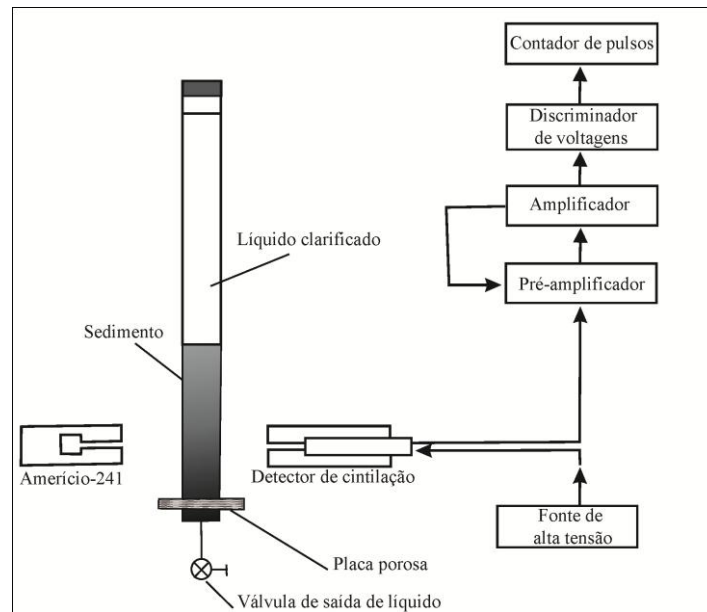 Contador de pulsos
Discriminador
de voltagens
Amplificador
Líquido clarificado
Pré-amplificador
Sedimento
Amerício-241
Detector de cintilação
Fonte de
alta tensão
Placa porosa
Válvula de saída de líquido